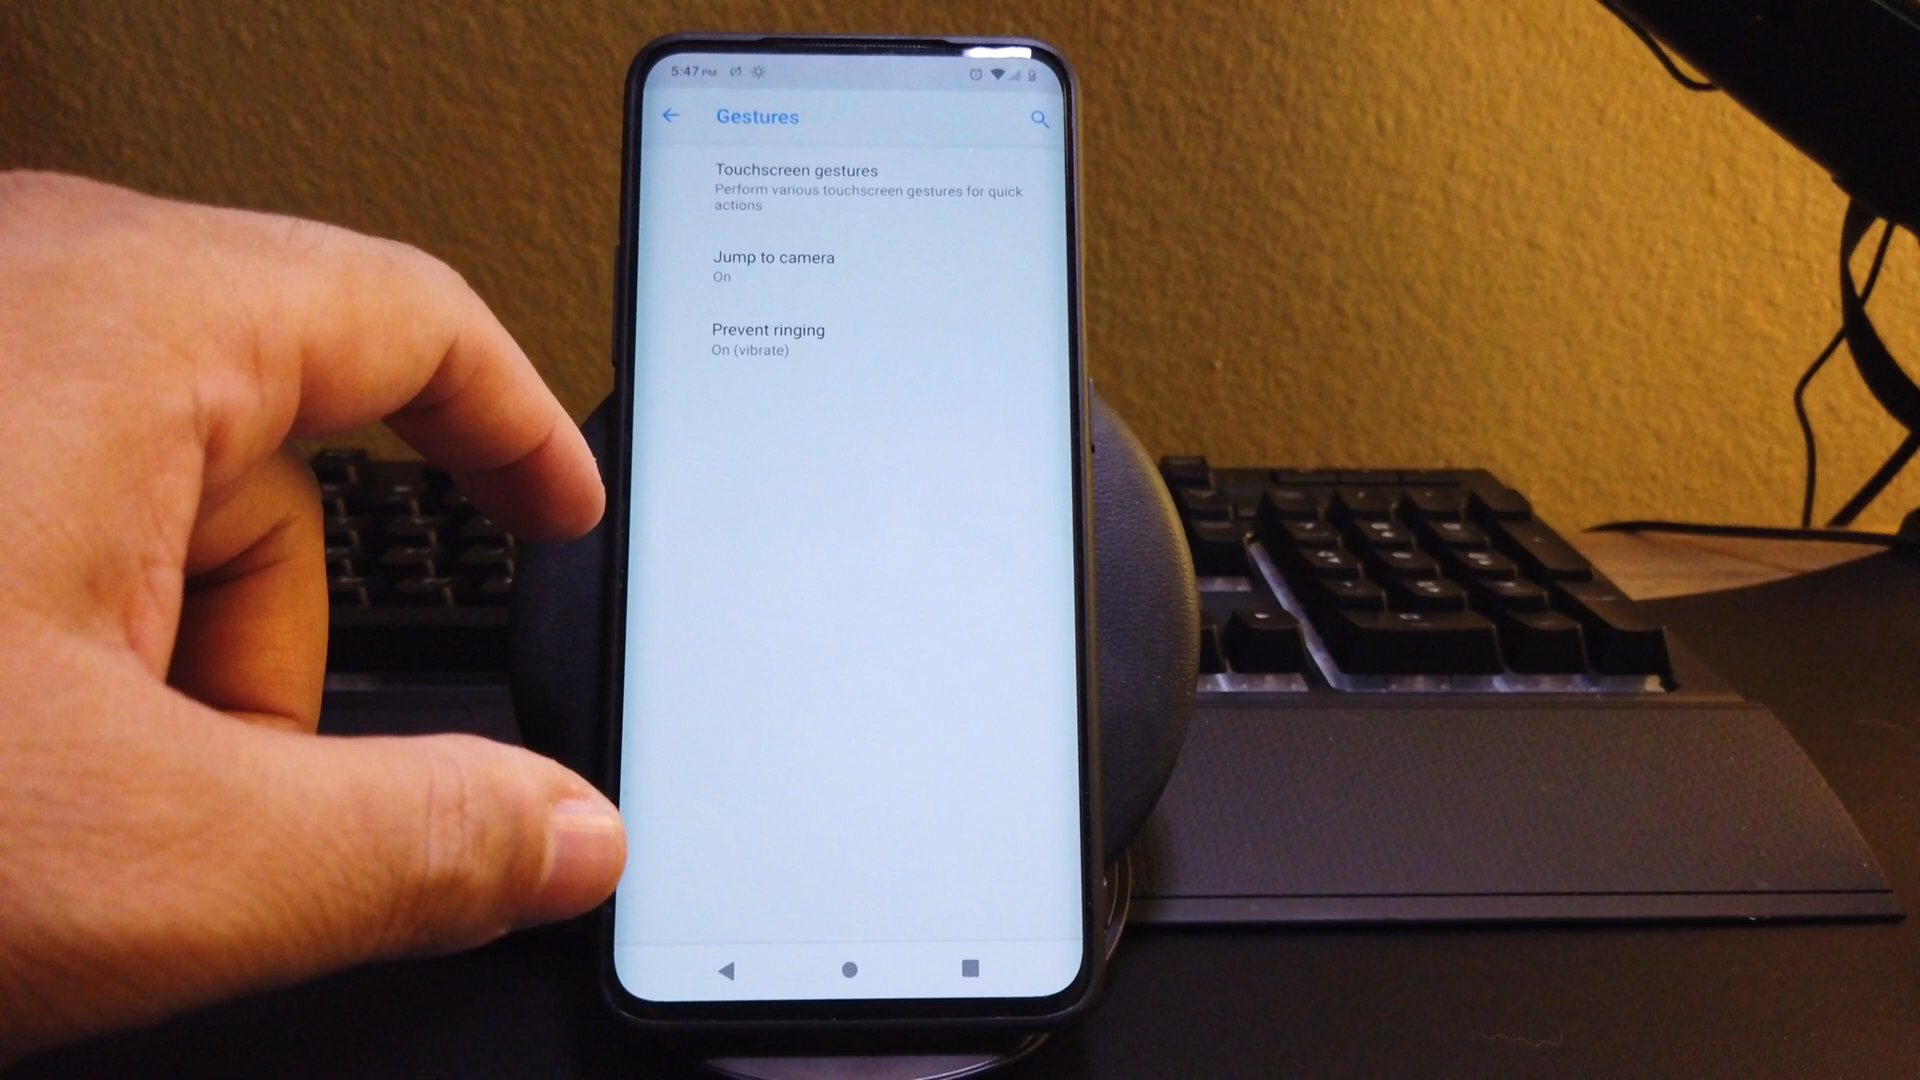 5:47 PM
Gestures
Touchscreen gestures
Perform various touchscreen gestures for quick
actions
Jump to camera
On
Prevent ringing
On (vibrate)